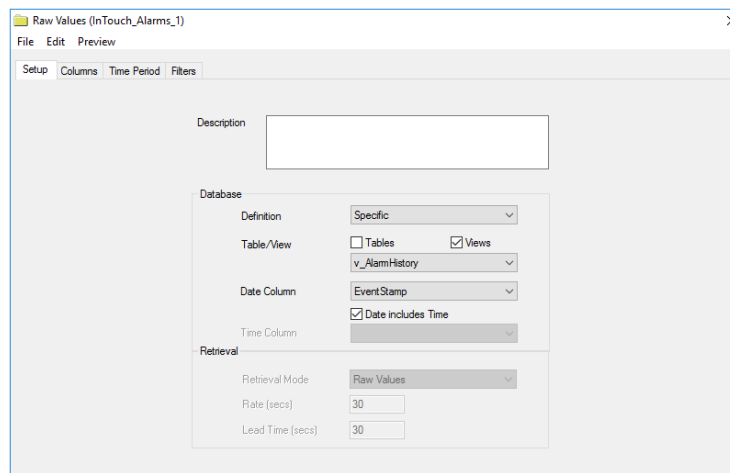 Raw Values (InTouch_Alarms_1)
File Edit Preview
Setup Columns Time Period Filters
Description
Database
Definition Specific
Table/View Tables Views
v_AlarmHistory
Date Column EventStamp
Date includes Time
Time Column
Retrieval
Retrieval Mode Raw Values
Rate (secs) 30
Lead Time (secs) 30